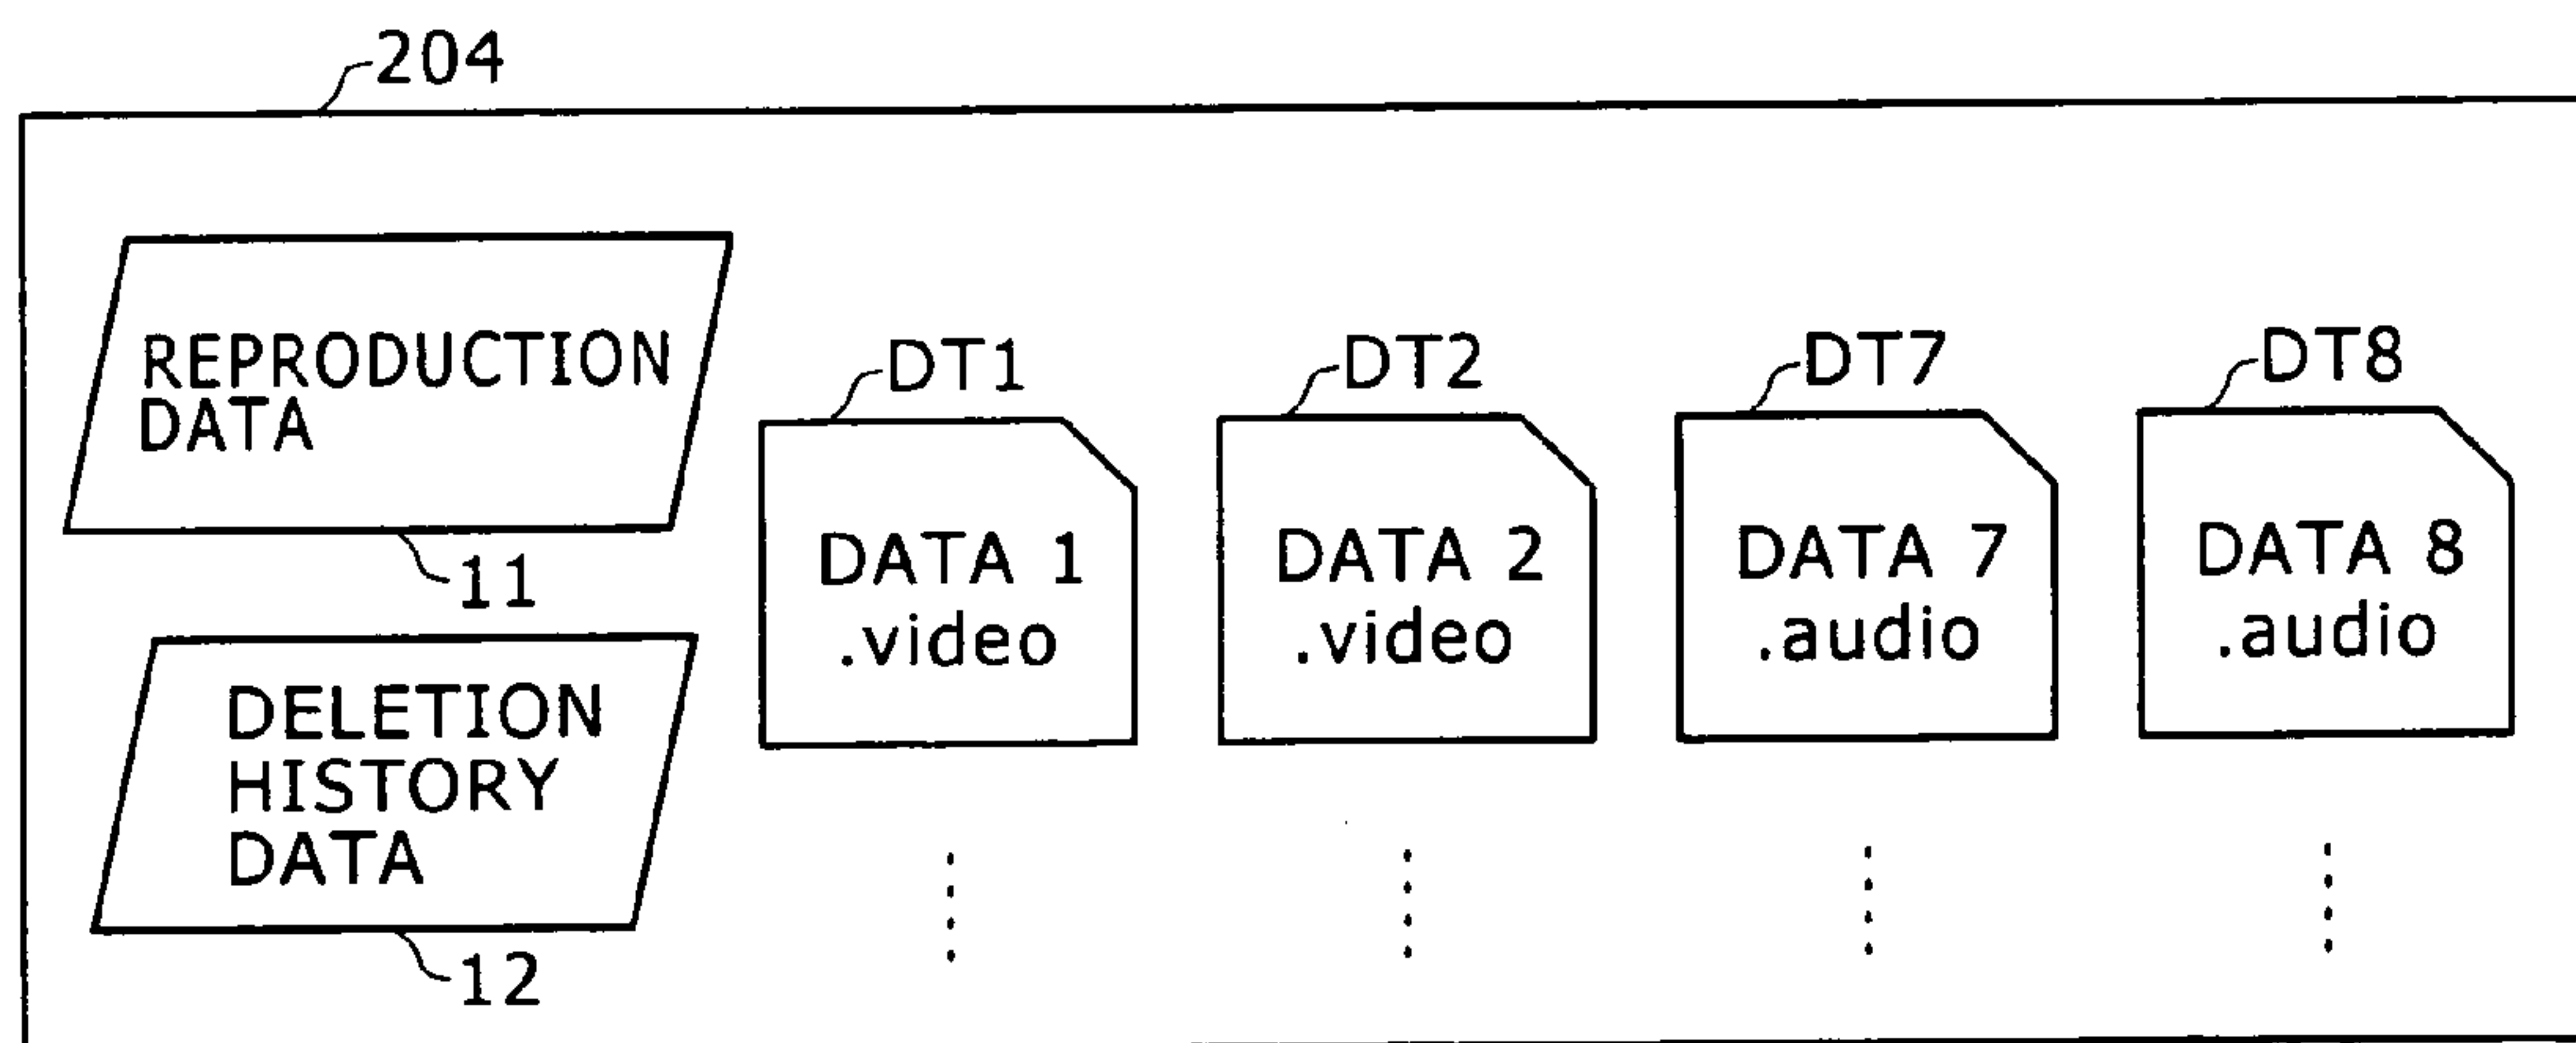 204
REPRODUCTION
DATA
11
DELETION
HISTORY
DATA
12
DT1
DATA 1
.video
DT2
DATA 2
.video
DT7
DATA 7
.audio
DT8
DATA 8
.audio